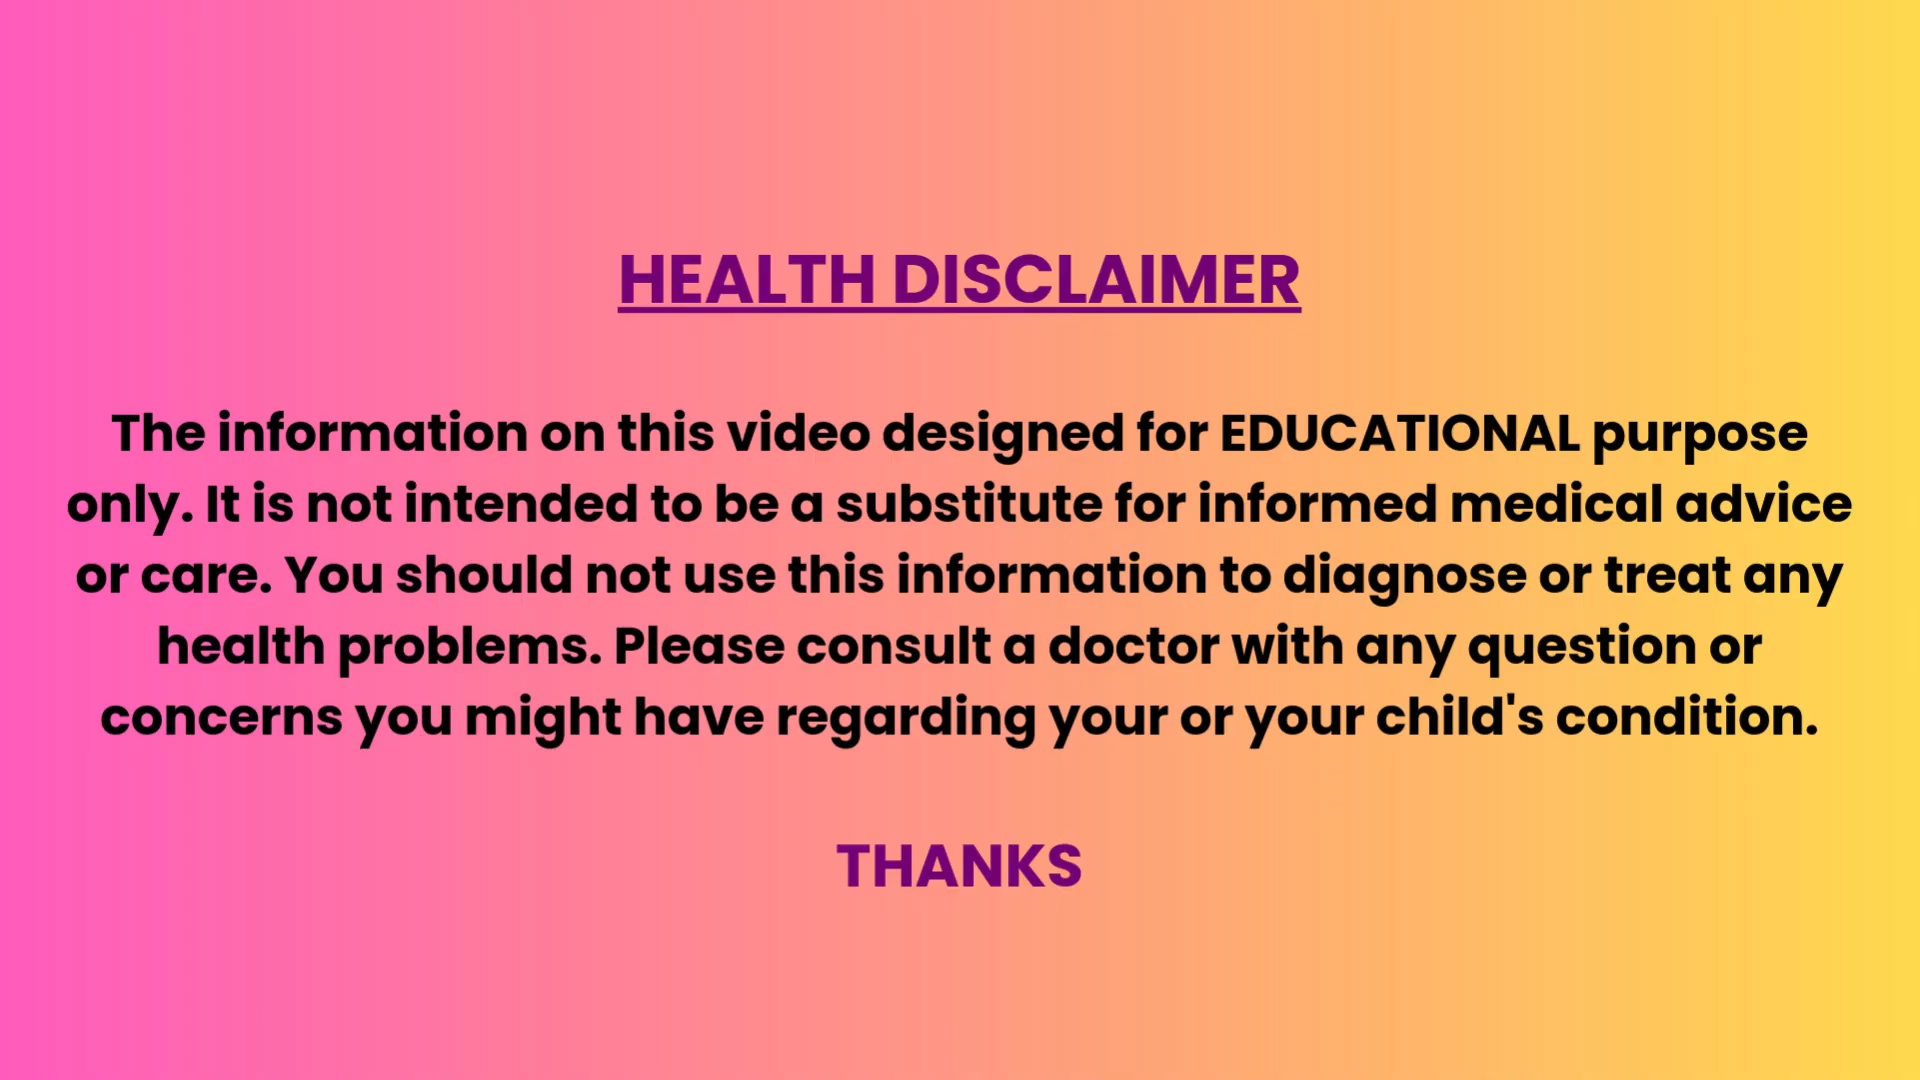 HEALTH DISCLAIMER
The information on this video designed for EDUCATIONAL purpose
only. It is not intended to be a substitute for informed medical advice
or care. You should not use this information to diagnose or treat any
health problems. Please consult a doctor with any question or
concerns you might have regarding your or your child's condition.
THANKS